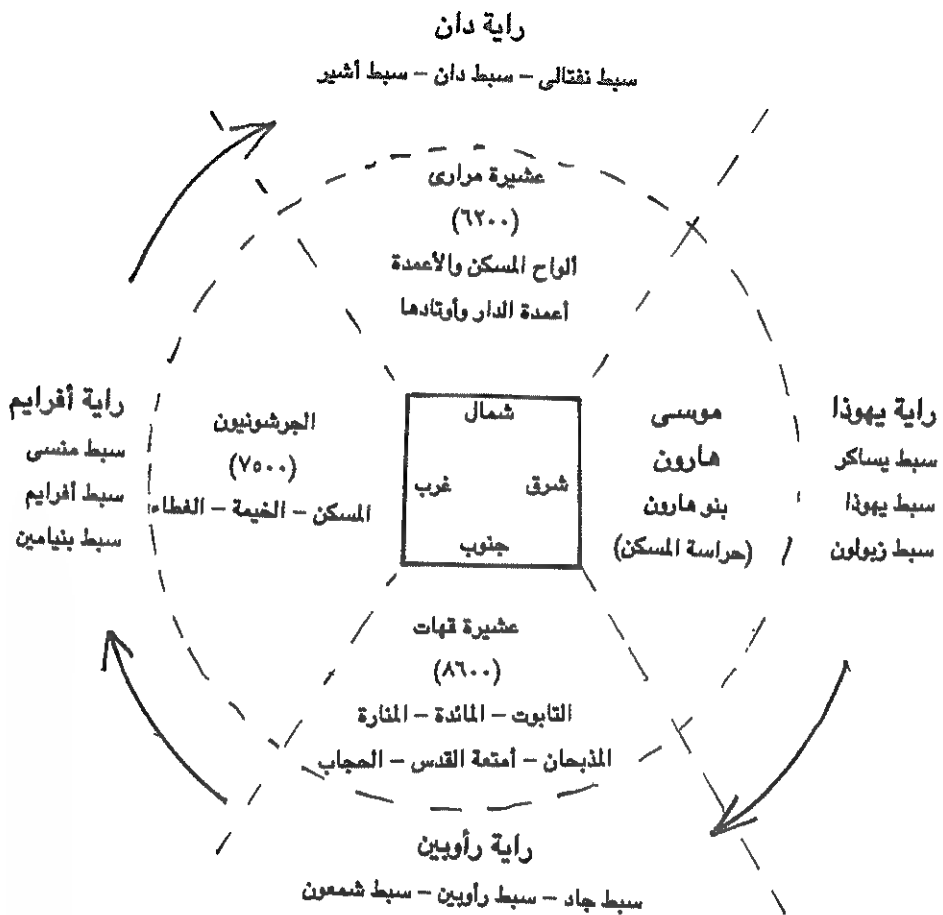 راية دان
سبط نفتالى – سبط دان – سبط أشير
عشيرة مرارى
(٦٢٠٠)
ألواح المسكن والأعمدة
أعمدة الدار وأوتادها
راية يهوذا
سبط يساكر
سبط يهوذا
سبط زبولون
موسى
هارون
بنو هارون
(حراسة المسكن)
شمال
شرق
غرب
جنوب
الجرشونيون
(٧٥٠٠)
المسكن – الخيمة – الغطاء
راية أفرايم
سبط منسى
سبط أفرايم
سبط بنيامين
عشيرة قهات
(٨٦٠٠)
التابوت – المائدة – المنارة
المذبحان – أمتعة القدس – الحجاب
راية رأوبين
سبط جاد – سبط رأوبين – سبط شمعون